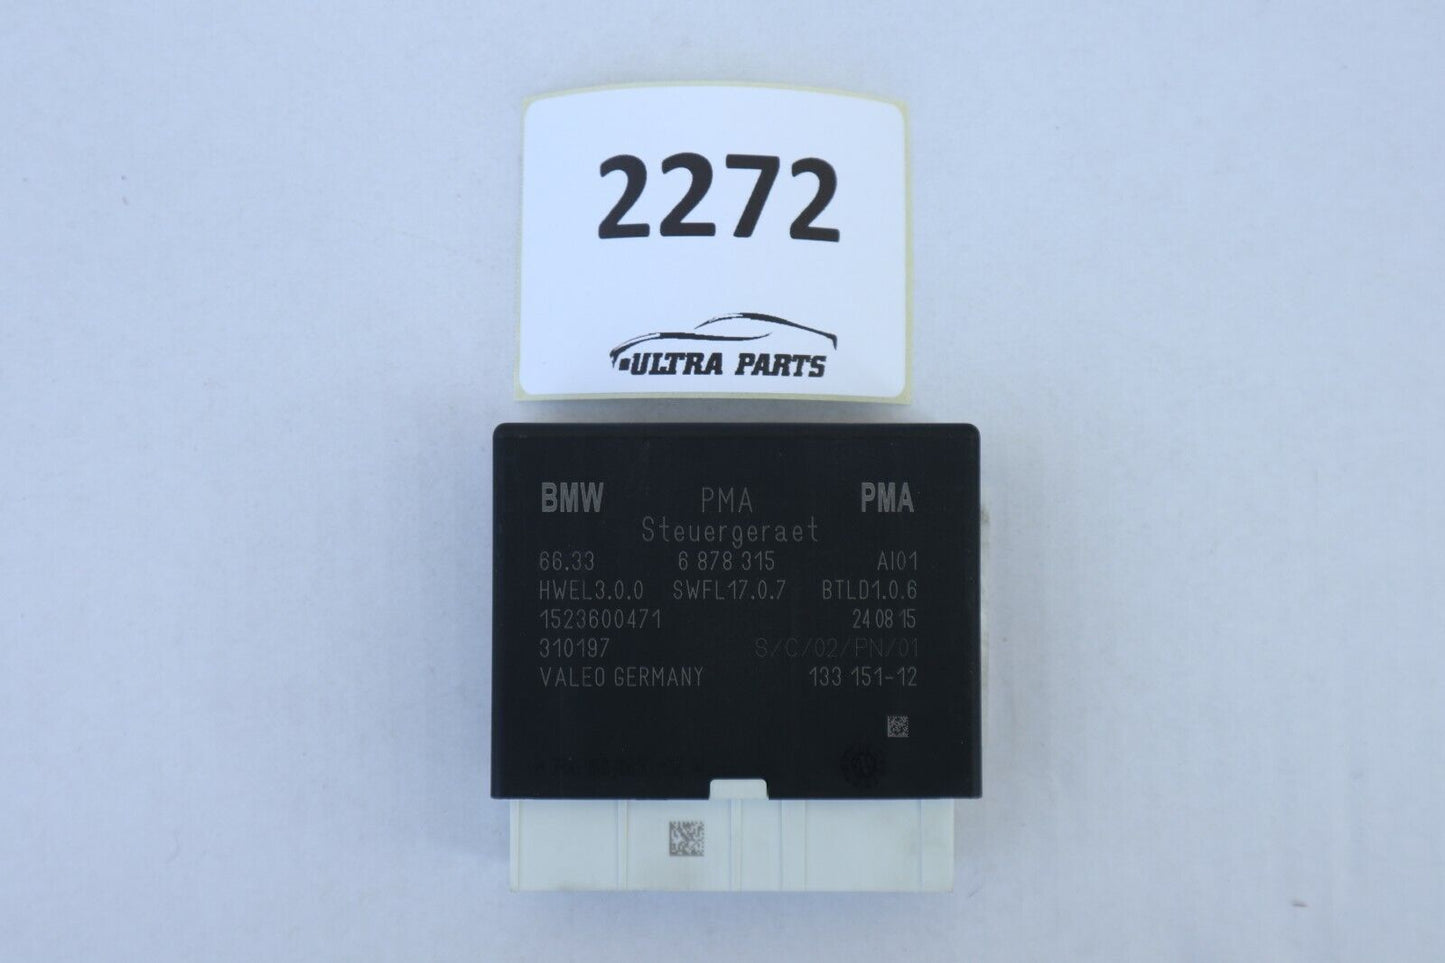 2272
ULTRA PARTS
BMW PMA PMA
Steuergeraet
66.33 6 878 315 AI01
HWEL3.0.0 SWFL17.0.7 BTLD1.0.6
1523600471 24 08 15
310197 S/C/02/PN/01
VALEO GERMANY 133 151-12